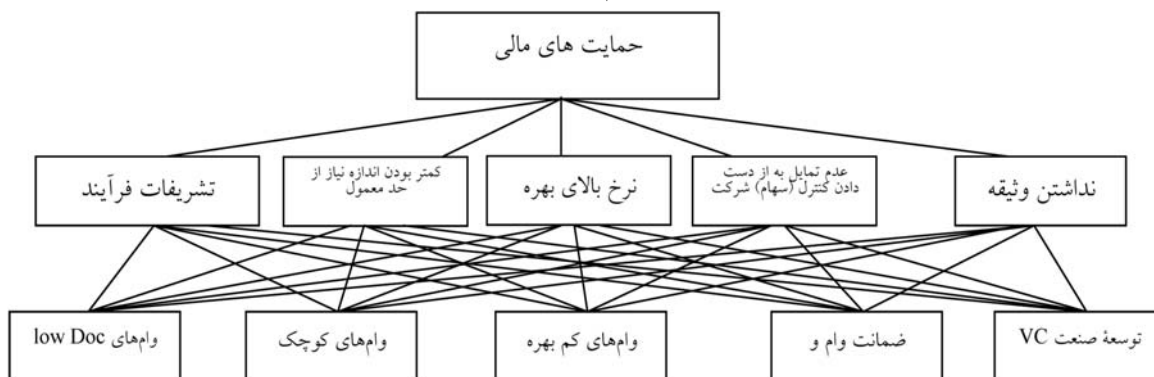 حمایت های مالی
نداشتن وثیقه
عدم تمایل به از دست
دادن کنترل (سهام) شرکت
نرخ بالای بهره
کمتر بودن اندازه نیاز از
حد معمول
تشریفات فرآیند
توسعۀ صنعت VC
ضمانت وام و
وام‌های کم بهره
وام‌های کوچک
وام‌های low Doc